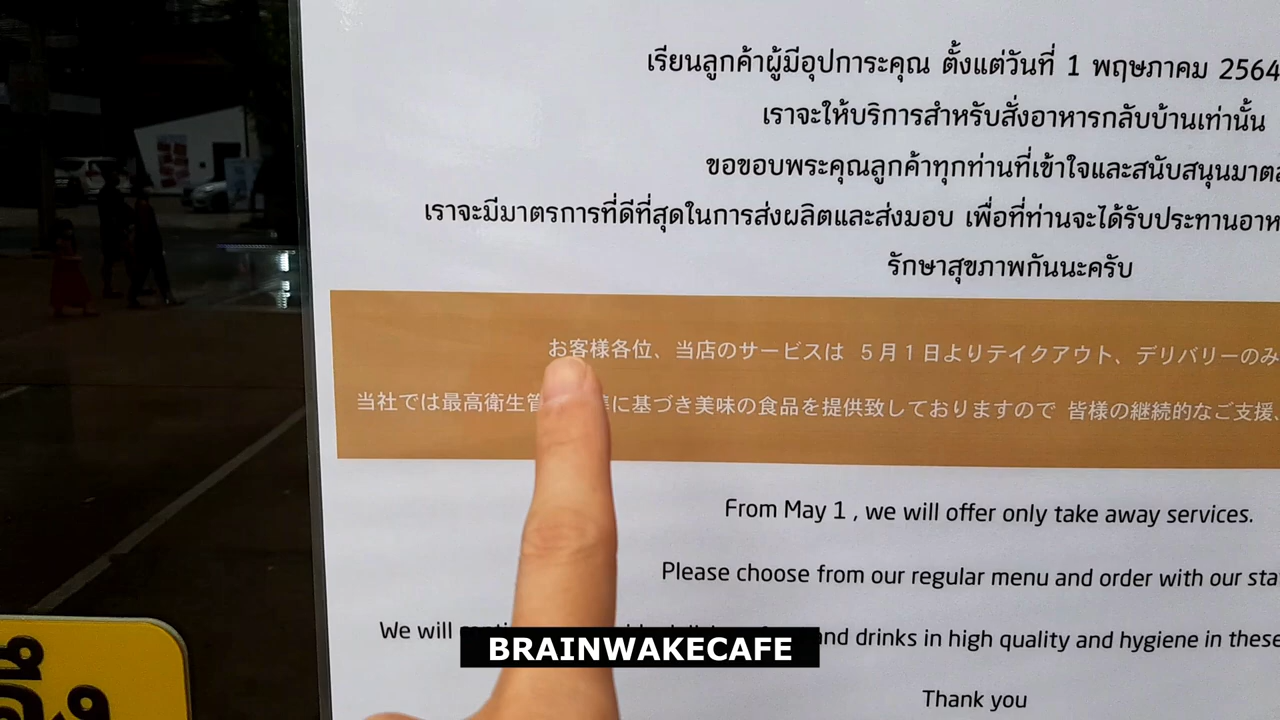 เรียนลูกค้าผู้มีอุปการะคุณ ตั้งแต่วันที่ 1 พฤษภาคม 2564
เราจะให้บริการสำหรับสั่งอาหารกลับบ้านเท่านั้น
ขอขอบพระคุณลูกค้าทุกท่านที่เข้าใจและสนับสนุนมาตล
เราจะมีมาตรการที่ดีที่สุดในการส่งผลิตและส่งมอบ เพื่อที่ท่านจะได้รับประทานอาห
รักษาสุขภาพกันนะครับ
お客様各位、当店のサービスは 5月1日よりテイクアウト、デリバリーのみ
当社では最高衛生管 に基づき美味の食品を提供致しておりますので 皆様の継続的なご支援、
From May 1 , we will offer only take away services.
Please choose from our regular menu and order with our sta
We will and drinks in high quality and hygiene in these
BRAINWAKECAFE
Thank you